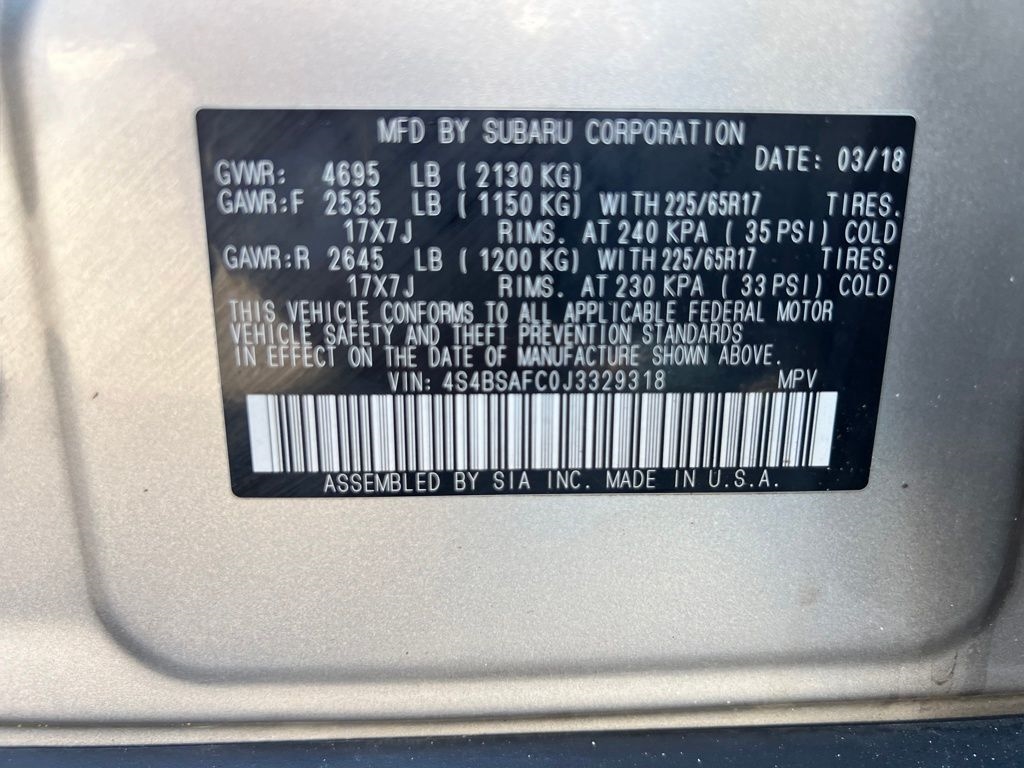 MFD BY SUBARU CORPORATION
DATE: 03/18
GVWR: 4695 LB ( 2130 KG)
GAWR:F 2535 LB ( 1150 KG) WITH 225/65R17 TIRES.
17X7J RIMS. AT 240 KPA ( 35 PSI) COLD
GAWR:R 2645 LB ( 1200 KG) WITH 225/65R17 TIRES.
17X7J RIMS. AT 230 KPA ( 33 PSI) COLD
THIS VEHICLE CONFORMS TO ALL APPLICABLE FEDERAL MOTOR
VEHICLE SAFETY AND THEFT PREVENTION STANDARDS
IN EFFECT ON THE DATE OF MANUFACTURE SHOWN ABOVE.
VIN: 4S4BSAFC0J3329318 MPV
ASSEMBLED BY SIA INC. MADE IN U.S.A.